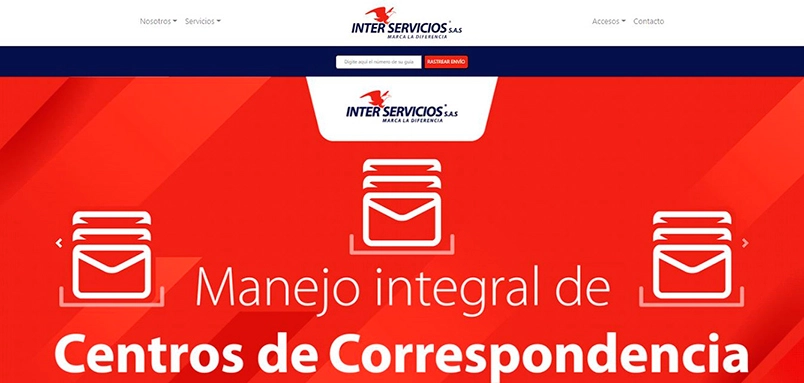 Nosotros
Servicios
INTER SERVICIOS S.A.S
MARCA LA DIFERENCIA
Accesos
Contacto
Digite aquí el número de su guía
RASTREAR ENVÍO
INTER SERVICIOS S.A.S
MARCA LA DIFERENCIA
Manejo integral de
Centros de Correspondencia